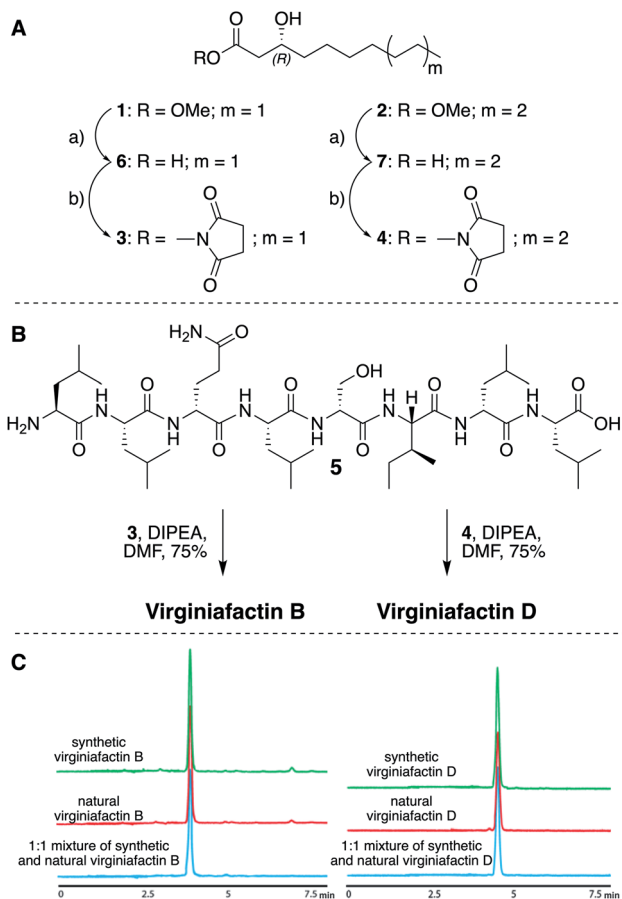 A
O
OH
RO
(R)
m
1: R = OMe; m = 1
2: R = OMe; m = 2
a)
a)
6: R = H; m = 1
7: R = H; m = 2
b)
b)
O
O
3: R = —N ; m = 1
4: R = —N ; m = 2
O
O
B
H2N
O
OH
H
N
O
H
N
O
H
N
H
O
H
N
O
H2N
O
N
H
O
N
H
O
N
H
O
OH
5
3, DIPEA,
DMF, 75%
4, DIPEA,
DMF, 75%
Virginiafactin B
Virginiafactin D
C
synthetic
virginiafactin B
natural
virginiafactin B
1:1 mixture of synthetic
and natural virginiafactin B
0
2.5
5
7.5 min
synthetic
virginiafactin D
natural
virginiafactin D
1:1 mixture of synthetic
and natural virginiafactin D
0
2.5
5
7.5 min